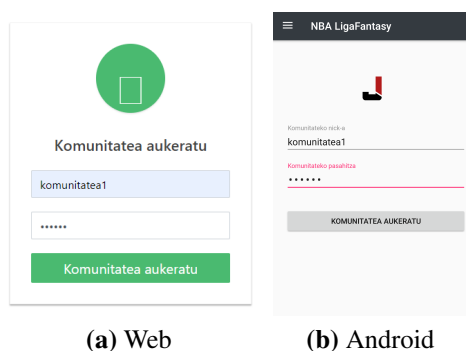 Komunitatea aukeratu
komunitatea1
••••••
Komunitatea aukeratu
(a) Web
NBA LigaFantasy
Komunitateko nick-a
komunitatea1
Komunitateko pasahitza
••••••
KOMUNITATEA AUKERATU
(b) Android